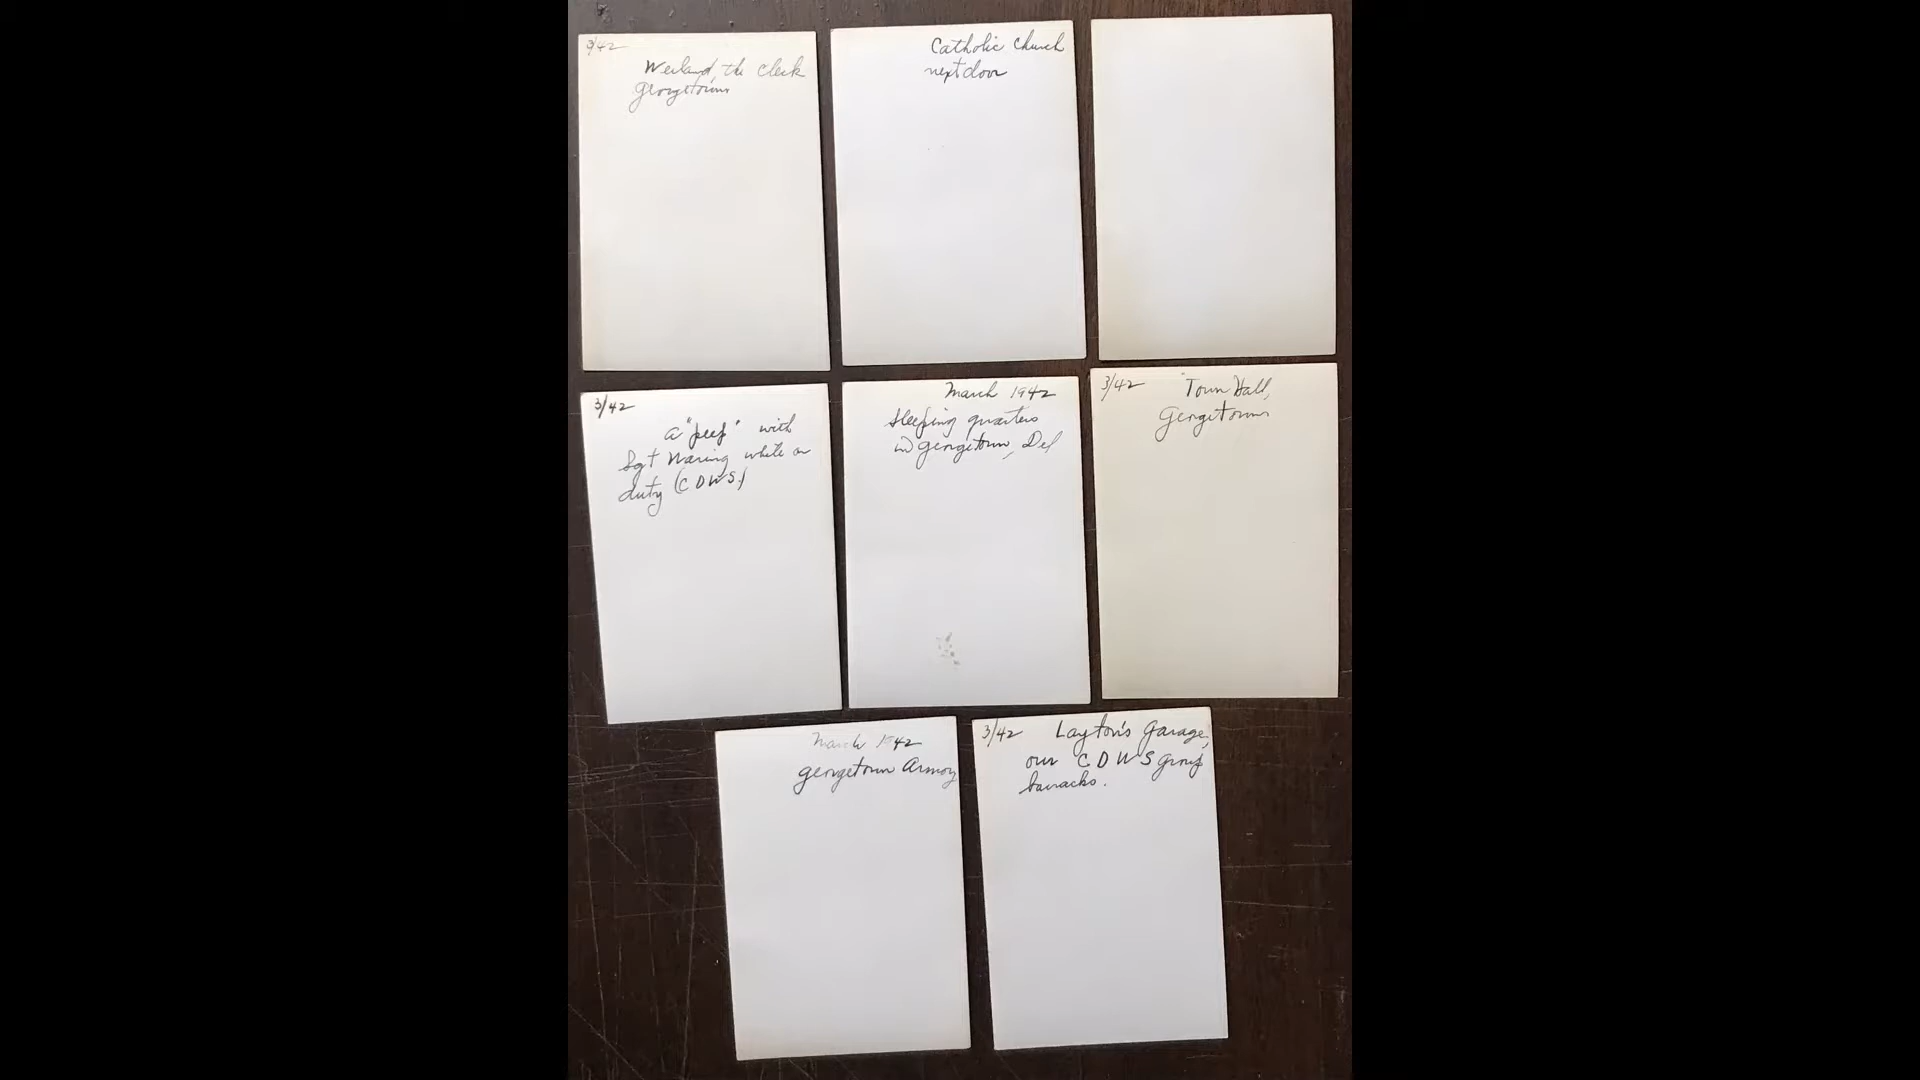 3/42
Weiland, the clerk
Georgetown
Catholic Church
next door
3/42
a "peep" with
Sgt Waring while on
duty (CDWS)
March 1942
Sleeping quarters
in Georgetown, Del
3/42
Town Hall,
Georgetown
March 1942
Georgetown Armory
3/42
Layton's Garage,
our CDWS group
barracks.